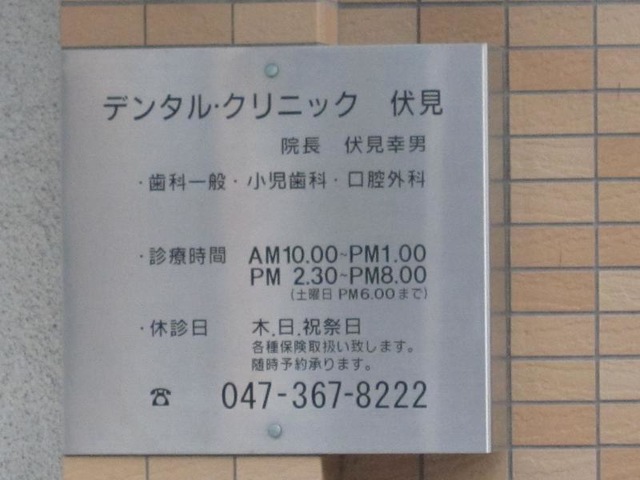 デンタル・クリニック 伏見
院長 伏見幸男
・歯科一般・小児歯科・口腔外科
・診療時間 AM10.00~PM1.00
PM 2.30~PM8.00
(土曜日 PM6.00まで)
・休診日 木.日.祝祭日
各種保険取扱い致します。
随時予約承ります。
☎ 047-367-8222